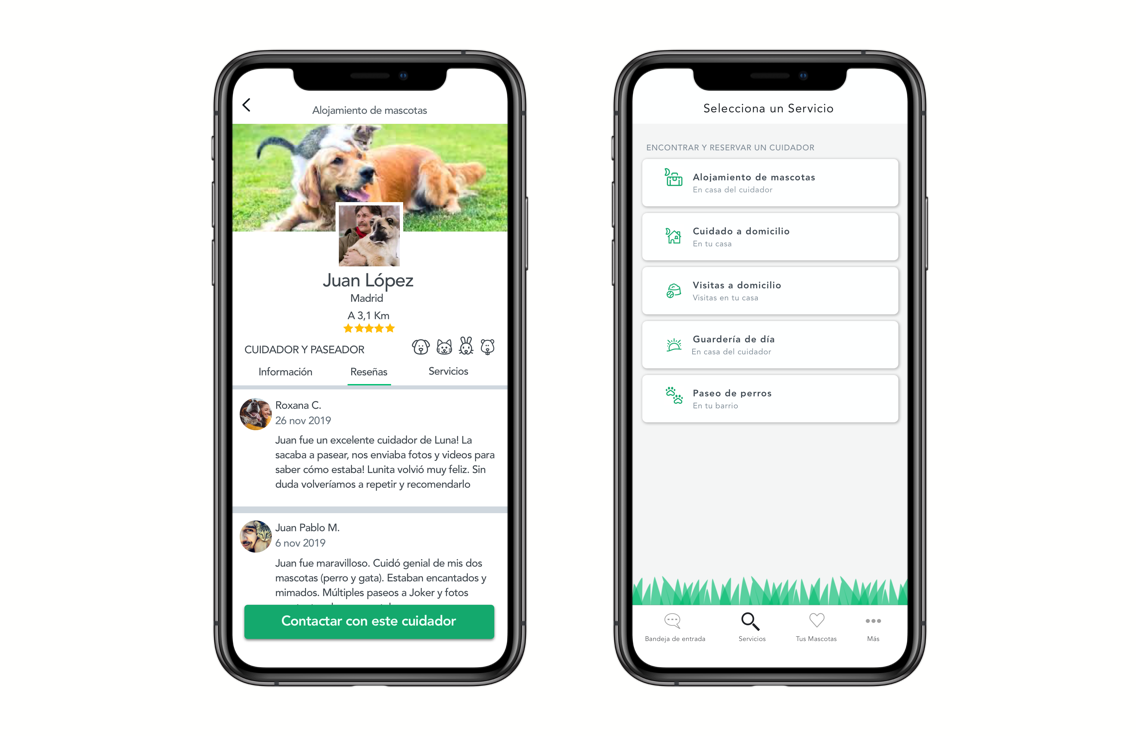 Alojamiento de mascotas
Juan López
Madrid
A 3,1 Km
CUIDADOR Y PASEADOR
Información
Reseñas
Servicios
Roxana C.
26 nov 2019
Juan fue un excelente cuidador de Luna! La
sacaba a pasear, nos enviaba fotos y videos para
saber cómo estaba! Lunita volvió muy feliz. Sin
duda volveríamos a repetir y recomendarlo
Juan Pablo M.
6 nov 2019
Juan fue maravilloso. Cuidó genial de mis dos
mascotas (perro y gata). Estaban encantados y
mimados. Múltiples paseos a Joker y fotos
Contactar con este cuidador
Selecciona un Servicio
ENCONTRAR Y RESERVAR UN CUIDADOR
Alojamiento de mascotas
En casa del cuidador
Cuidado a domicilio
En tu casa
Visitas a domicilio
Visitas en tu casa
Guardería de día
En casa del cuidador
Paseo de perros
En tu barrio
Bandeja de entrada
Servicios
Tus Mascotas
Más